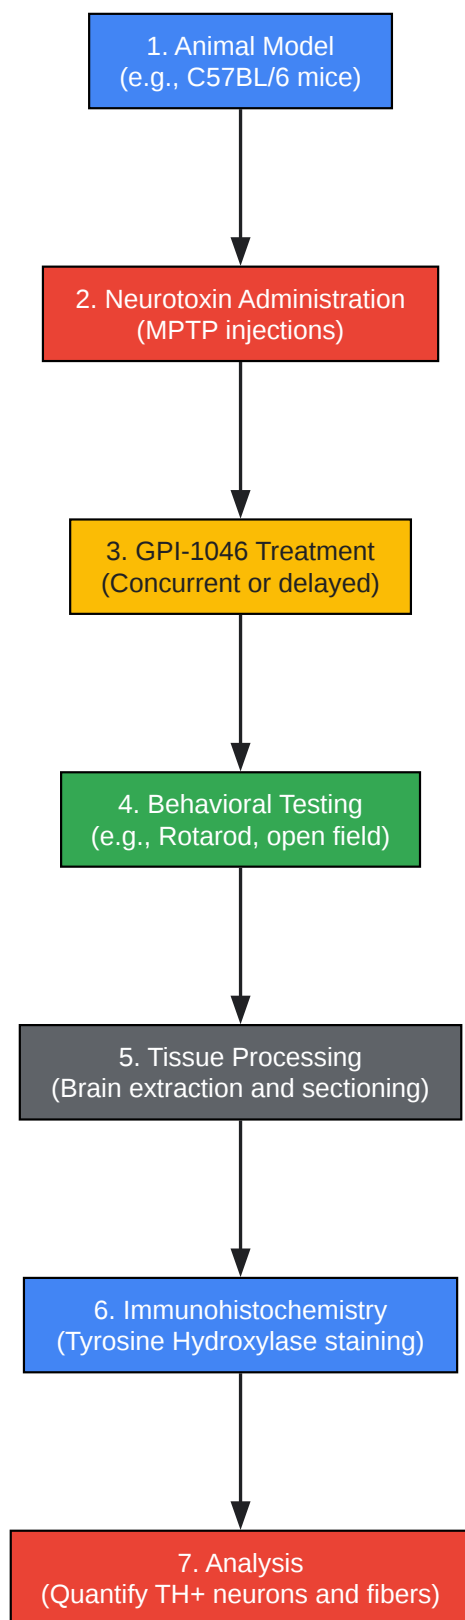 1. Animal Model
(e.g., C57BL/6 mice)
2. Neurotoxin Administration
(MPTP injections)
3. GPI-1046 Treatment
(Concurrent or delayed)
4. Behavioral Testing
(e.g., Rotarod, open field)
5. Tissue Processing
(Brain extraction and sectioning)
6. Immunohistochemistry
(Tyrosine Hydroxylase staining)
7. Analysis
(Quantify TH+ neurons and fibers)